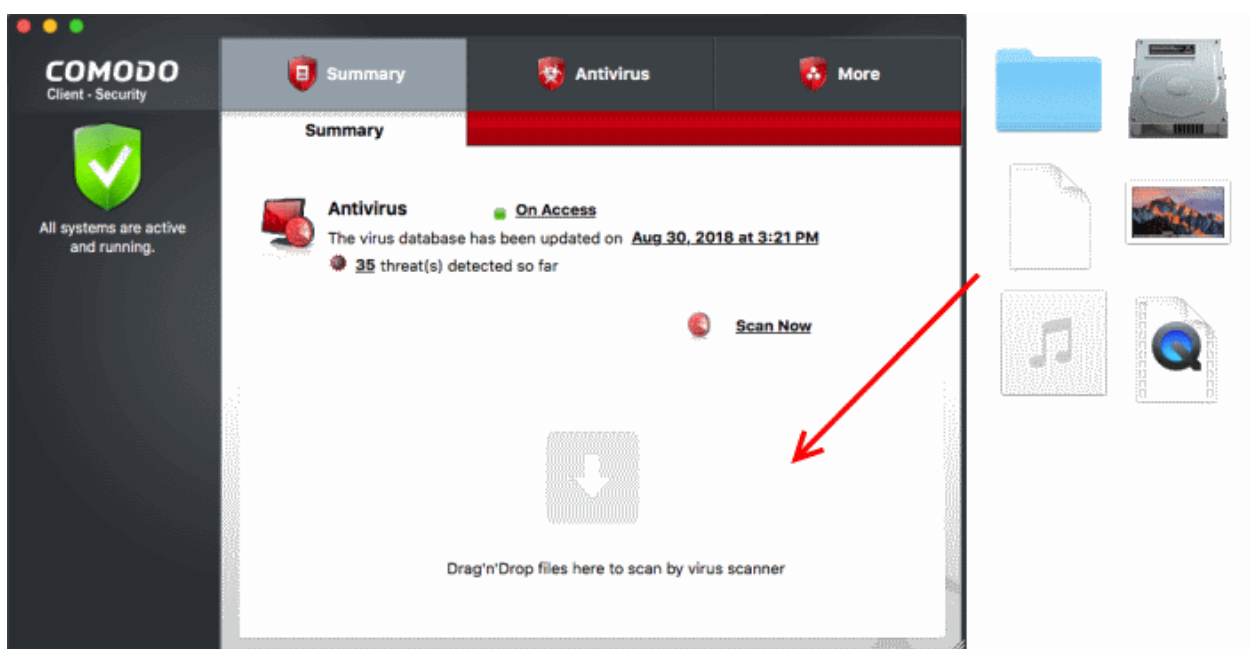 COMODO
Client - Security
Summary
Antivirus
More
Summary
All systems are active
and running.
Antivirus
On Access
The virus database has been updated on Aug 30, 2018 at 3:21 PM
35 threat(s) detected so far
Scan Now
Drag'n'Drop files here to scan by virus scanner